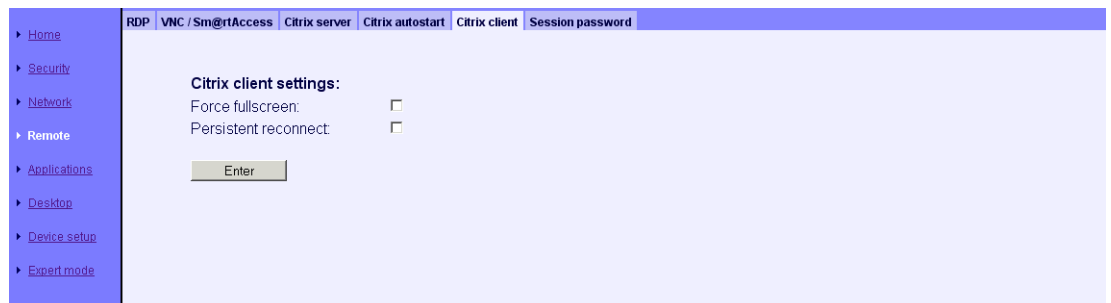 RDP VNC / Sm@rtAccess Citrix server Citrix autostart Citrix client Session password
Home
Security
Network
Remote
Applications
Desktop
Device setup
Expert mode
Citrix client settings:
Force fullscreen:
Persistent reconnect:
Enter